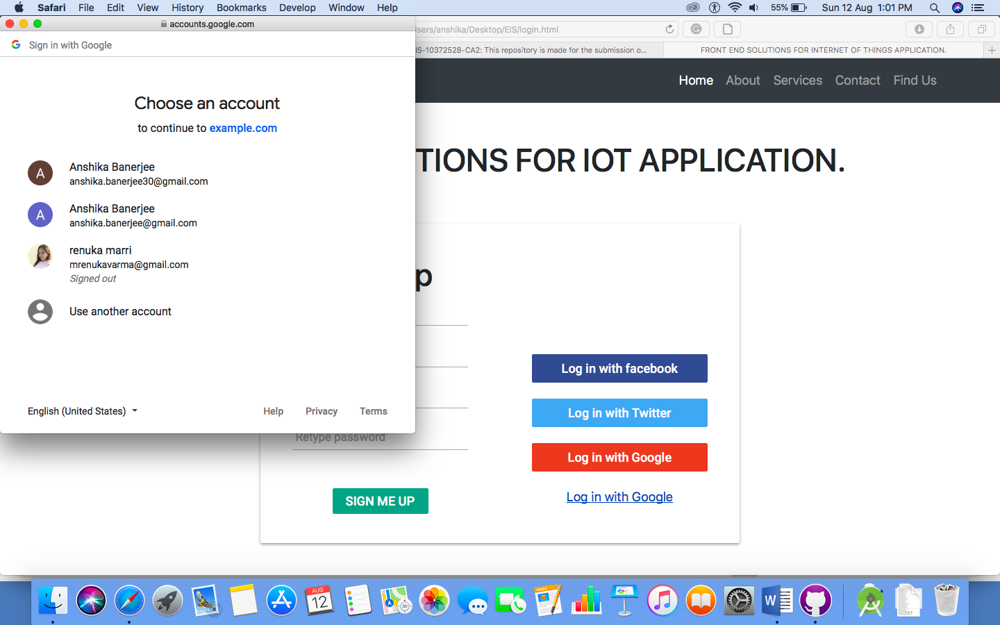 Safari File Edit View History Bookmarks Develop Window Help 55% Sun 12 Aug 1:01 PM
accounts.google.com
sers/anshika/Desktop/EIS/login.html
Sign in with Google
IS-10372528-CA2: This repository is made for the submission o...
FRONT END SOLUTIONS FOR INTERNET OF THINGS APPLICATION.
Home About Services Contact Find Us
Choose an account
to continue to example.com
TIONS FOR IOT APPLICATION.
A
Anshika Banerjee
anshika.banerjee30@gmail.com
A
Anshika Banerjee
anshika.banerjee@gmail.com
renuka marri
mrenukavarma@gmail.com
Signed out
Use another account
English (United States) Help Privacy Terms
p
Retype password
SIGN ME UP
Log in with facebook
Log in with Twitter
Log in with Google
Log in with Google
AUG
12
3D
W
TXT